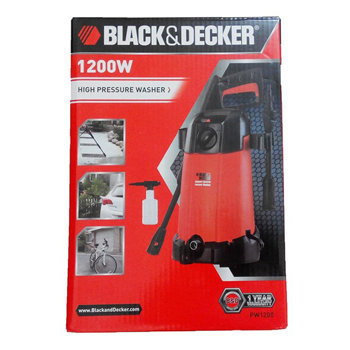 BLACK&DECKER
1200W
HIGH PRESSURE WASHER
www.BlackandDecker.com
1 YEAR
WARRANTY
PW1200